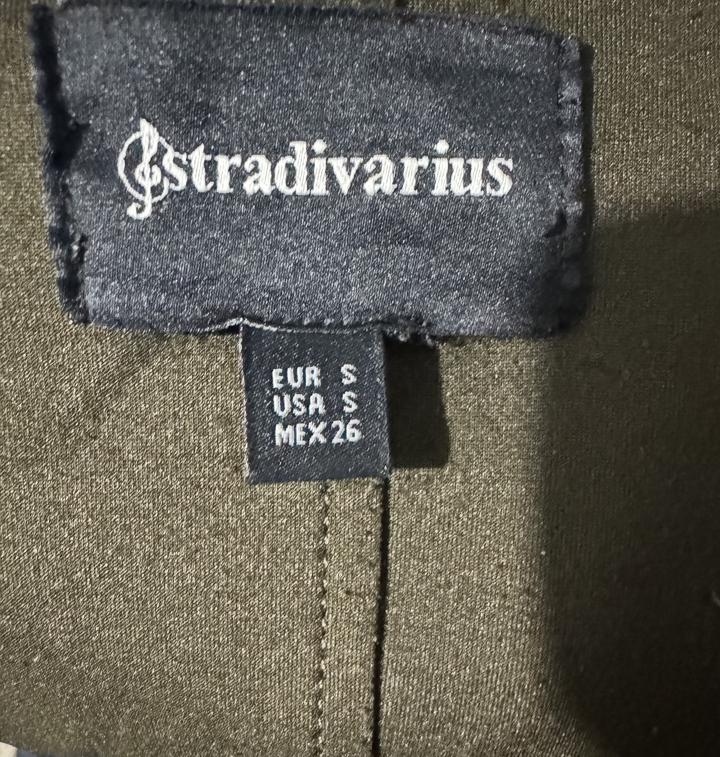 stradivarius
EUR S
USA S
MEX 26